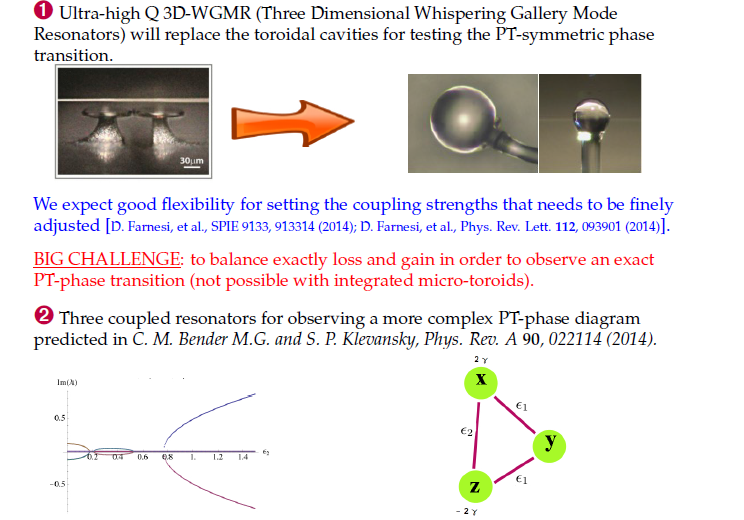 ❶ Ultra-high Q 3D-WGMR (Three Dimensional Whispering Gallery Mode
Resonators) will replace the toroidal cavities for testing the PT-symmetric phase
transition.
30µm
We expect good flexibility for setting the coupling strengths that needs to be finely
adjusted [D. Farnesi, et al., SPIE 9133, 913314 (2014); D. Farnesi, et al., Phys. Rev. Lett. 112, 093901 (2014)].
BIG CHALLENGE: to balance exactly loss and gain in order to observe an exact
PT-phase transition (not possible with integrated micro-toroids).
❷ Three coupled resonators for observing a more complex PT-phase diagram
predicted in C. M. Bender M.G. and S. P. Klevansky, Phys. Rev. A 90, 022114 (2014).
Im(λ)
0.5
0.2 0.4 0.6 0.8 1. 1.2 1.4 ϵ₂
-0.5
2 γ
x
ϵ1
ϵ2
y
z
ϵ1
- 2 γ